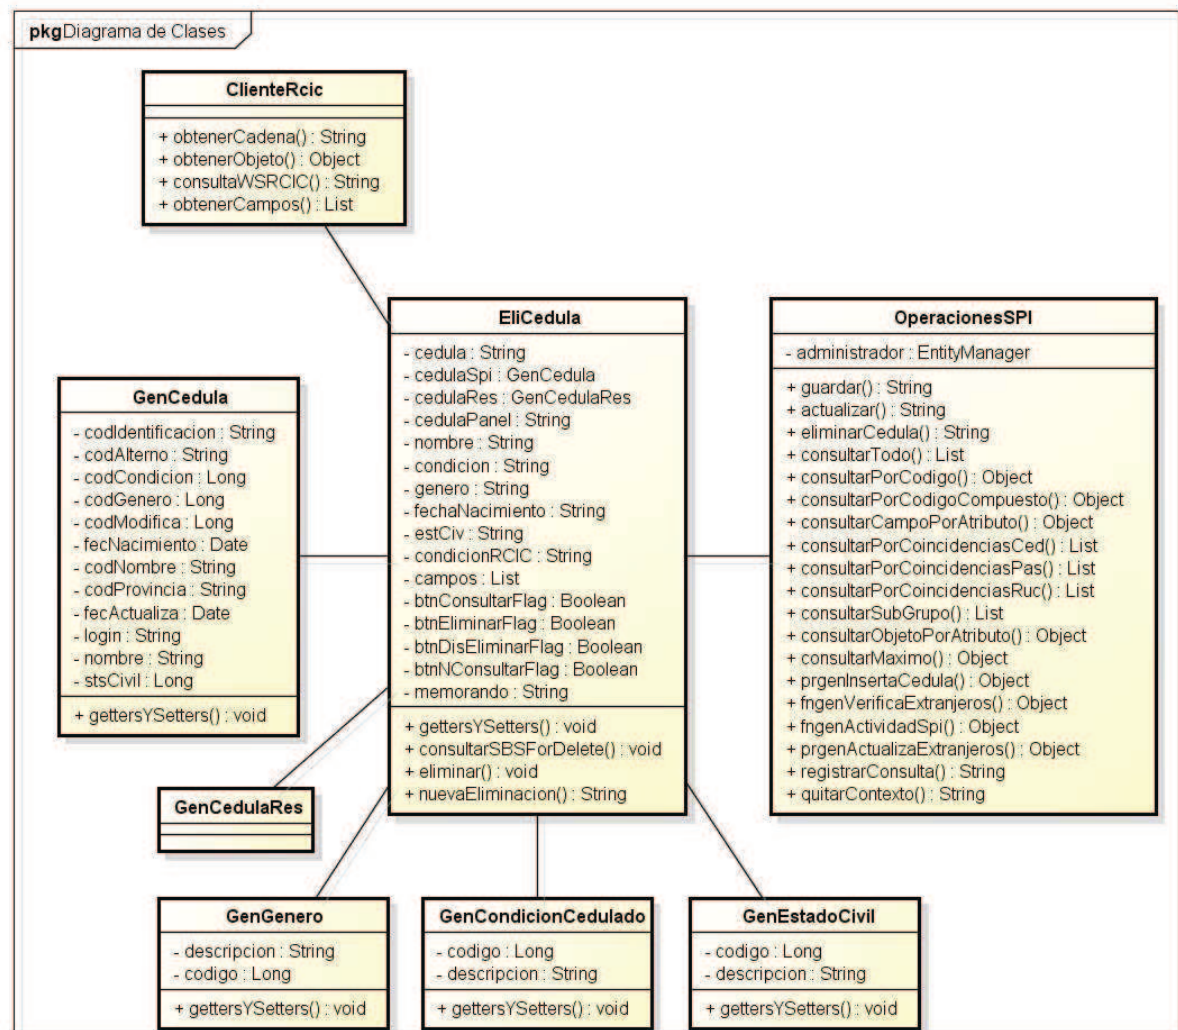 pkg Diagrama de Clases
ClienteRcic
+ obtenerCadena() : String
+ obtenerObjeto() : Object
+ consultaWSRCIC() : String
+ obtenerCampos() : List
EliCedula
- cedula : String
- cedulaSpi : GenCedula
- cedulaRes : GenCedulaRes
- cedulaPanel : String
- nombre : String
- condicion : String
- genero : String
- fechaNacimiento : String
- estCiv : String
- condicionRCIC : String
- campos : List
- btnConsultarFlag : Boolean
- btnEliminarFlag : Boolean
- btnDisEliminarFlag : Boolean
- btnNConsultarFlag : Boolean
- memorando : String
+ gettersYSetters() : void
+ consultarSBSForDelete() : void
+ eliminar() : void
+ nuevaEliminacion() : String
OperacionesSPI
- administrador : EntityManager
+ guardar() : String
+ actualizar() : String
+ eliminarCedula() : String
+ consultarTodo() : List
+ consultarPorCodigo() : Object
+ consultarPorCodigoCompuesto() : Object
+ consultarCampoPorAtributo() : Object
+ consultarPorCoincidenciasCed() : List
+ consultarPorCoincidenciasPas() : List
+ consultarPorCoincidenciasRuc() : List
+ consultarSubGrupo() : List
+ consultarObjetoPorAtributo() : Object
+ consultarMaximo() : Object
+ prgenInsertaCedula() : Object
+ fngenVerificaExtranjeros() : Object
+ fngenActividadSpi() : Object
+ prgenActualizaExtranjeros() : Object
+ registrarConsulta() : String
+ quitarContexto() : String
GenCedula
- codIdentificacion : String
- codAlterno : String
- codCondicion : Long
- codGenero : Long
- codModifica : Long
- fecNacimiento : Date
- codNombre : String
- codProvincia : String
- fecActualiza : Date
- login : String
- nombre : String
- stsCivil : Long
+ gettersYSetters() : void
GenCedulaRes
GenGenero
- descripcion : String
- codigo : Long
+ gettersYSetters() : void
GenCondicionCedulado
- codigo : Long
- descripcion : String
+ gettersYSetters() : void
GenEstadoCivil
- codigo : Long
- descripcion : String
+ gettersYSetters() : void